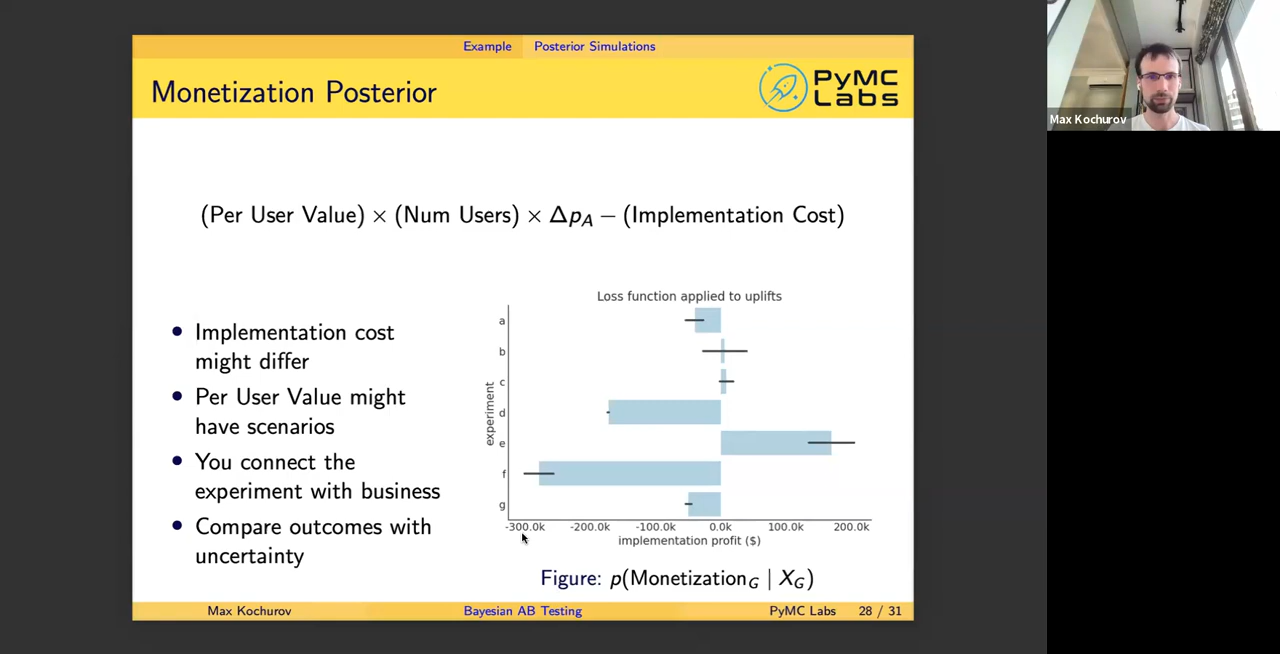 Example Posterior Simulations
Monetization Posterior
PyMC
Labs
Max Kochurov
(Per User Value) × (Num Users) × Δp_A − (Implementation Cost)
• Implementation cost
might differ
• Per User Value might
have scenarios
• You connect the
experiment with business
• Compare outcomes with
uncertainty
Loss function applied to uplifts
experiment
a
b
c
d
e
f
g
-300.0k -200.0k -100.0k 0.0k 100.0k 200.0k
implementation profit ($)
Figure: p(Monetization_G | X_G)
Max Kochurov Bayesian AB Testing PyMC Labs 28 / 31